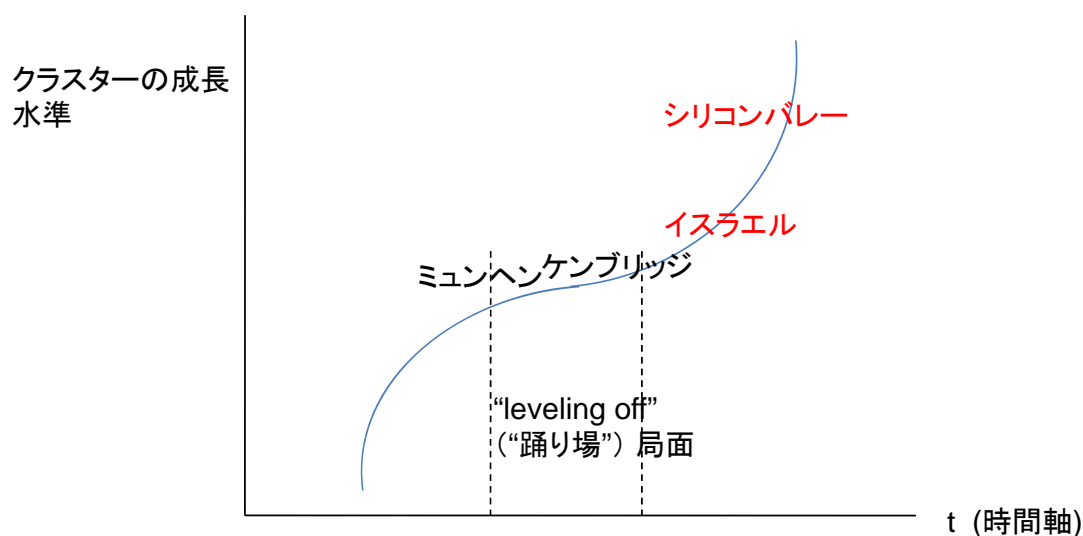 クラスターの成長
水準
シリコンバレー
イスラエル
ミュンヘン
ケンブリッジ
“leveling off”
（“踊り場”）局面
t (時間軸)